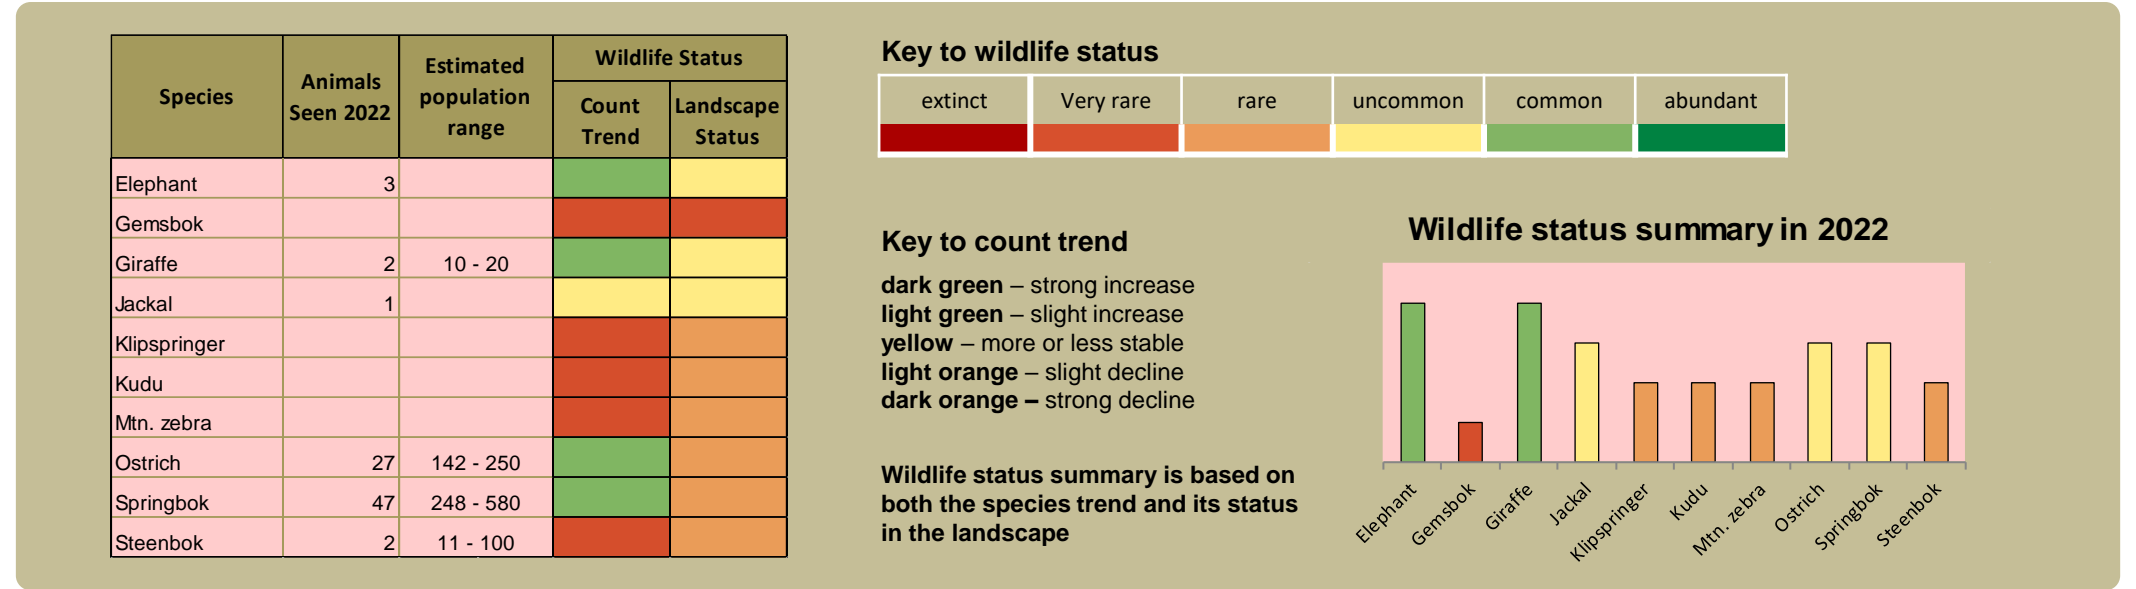 Species
Animals
Seen 2022
Estimated
population
range
Wildlife Status
Count
Trend
Landscape
Status
Elephant 3
Gemsbok
Giraffe 2 10 - 20
Jackal 1
Klipspringer
Kudu
Mtn. zebra
Ostrich 27 142 - 250
Springbok 47 248 - 580
Steenbok 2 11 - 100
Key to wildlife status
extinct Very rare rare uncommon common abundant
Key to count trend
dark green – strong increase
light green – slight increase
yellow – more or less stable
light orange – slight decline
dark orange – strong decline
Wildlife status summary is based on
both the species trend and its status
in the landscape
Wildlife status summary in 2022
Elephant
Gemsbok
Giraffe
Jackal
Klipspringer
Kudu
Mtn. zebra
Ostrich
Springbok
Steenbok